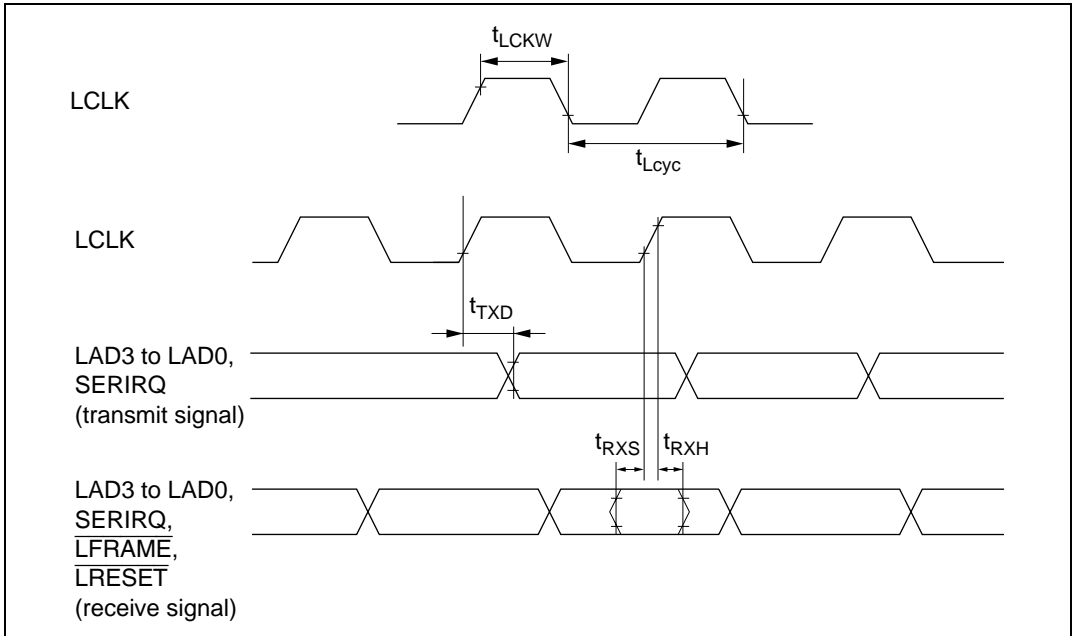 tLCKW
LCLK
tLcyc
LCLK
tTXD
LAD3 to LAD0,
SERIRQ
(transmit signal)
tRXS
tRXH
LAD3 to LAD0,
SERIRQ,
LFRAME,
LRESET
(receive signal)